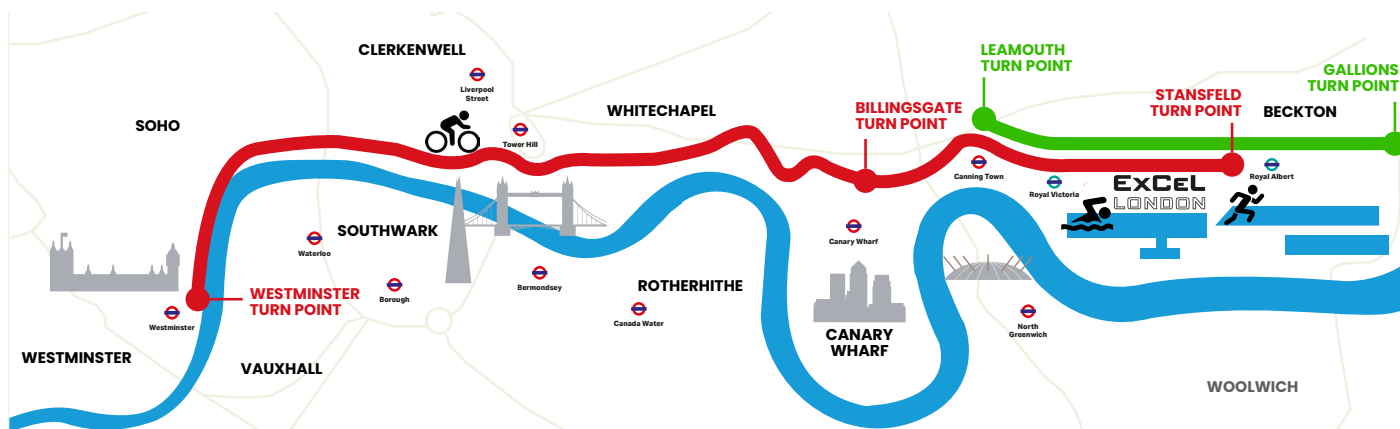 CLERKENWELL
Liverpool
Street
SOHO
Tower Hill
WHITECHAPEL
BILLINGSGATE
TURN POINT
LEAMOUTH
TURN POINT
STANSFELD
TURN POINT
GALLIONS
TURN POINT
BECKTON
Canning Town
Royal Victoria
Royal Albert
ExCeL
LONDON
Waterloo
SOUTHWARK
Borough
Bermondsey
ROTHERHITHE
Canada Water
Canary Wharf
CANARY
WHARF
North
Greenwich
WESTMINSTER
TURN POINT
Westminster
WESTMINSTER
VAUXHALL
WOOLWICH